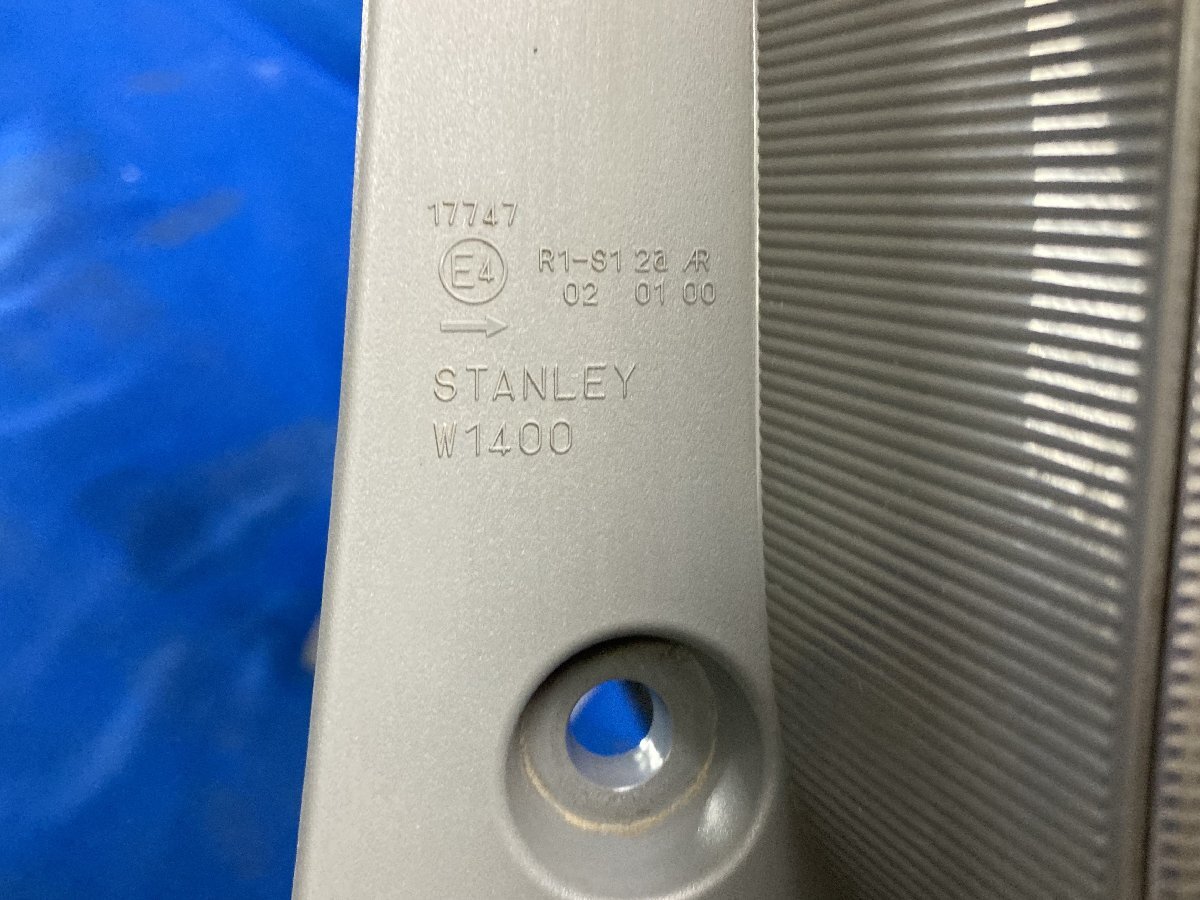 17747
E4 R1-S1 2a AR
02 01 00
→
STANLEY
W1400